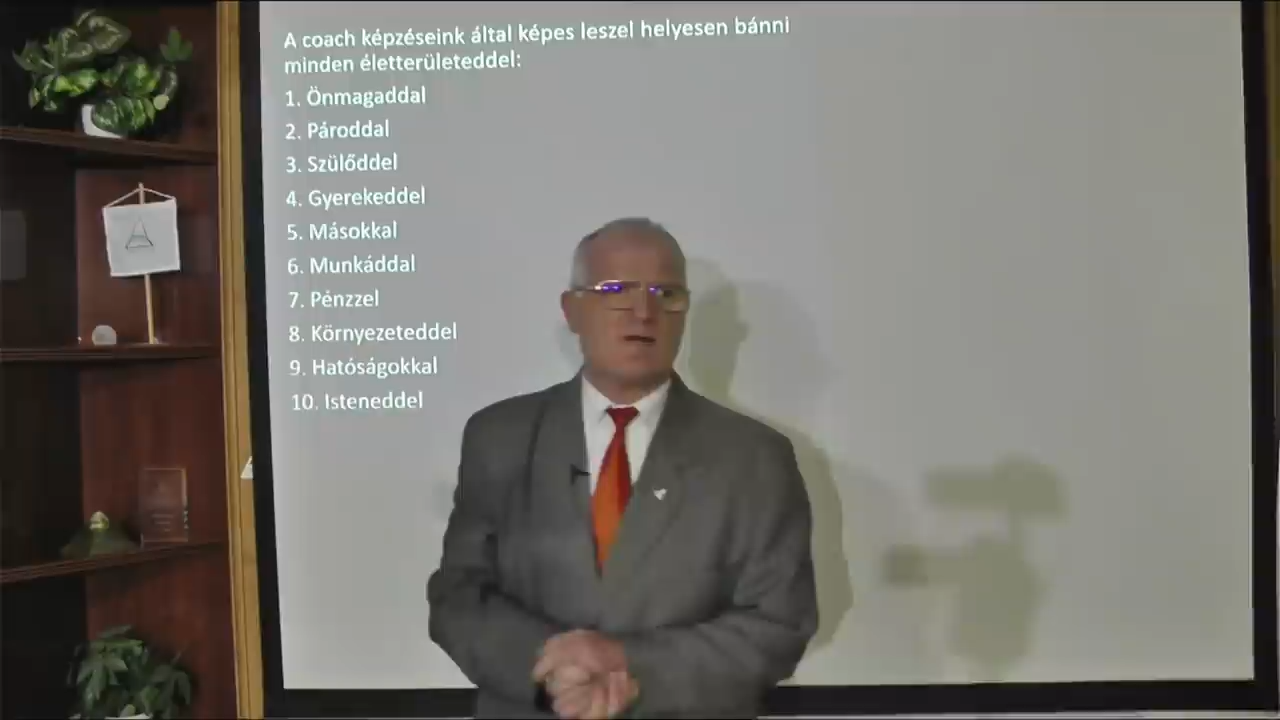 A coach képzéseink által képes leszel helyesen bánni
minden életterületeddel:
1. Önmagaddal
2. Pároddal
3. Szülőddel
4. Gyerekeddel
5. Másokkal
6. Munkáddal
7. Pénzzel
8. Környezeteddel
9. Hatóságokkal
10. Isteneddel